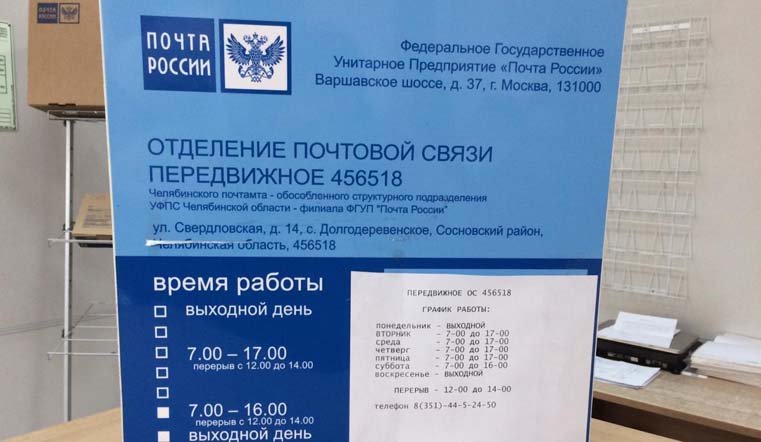 ПОЧТА
РОССИИ
Федеральное Государственное
Унитарное Предприятие «Почта России»
Варшавское шоссе, д. 37, г. Москва, 131000
ОТДЕЛЕНИЕ ПОЧТОВОЙ СВЯЗИ
ПЕРЕДВИЖНОЕ 456518
Челябинского почтамта - обособленного структурного подразделения
УФПС Челябинской области - филиала ФГУП "Почта России"
ул. Свердловская, д. 14, с. Долгодеревенское, Сосновский район,
Челябинская область, 456518
время работы
выходной день
7.00 – 17.00
перерыв с 12.00 до 14.00
7.00 – 16.00
перерыв с 12.00 до 14.00
выходной день
ПЕРЕДВИЖНОЕ ОС 456518
ГРАФИК РАБОТЫ:
понедельник - ВЫХОДНОЙ
ВТОРНИК - 7-00 до 17-00
среда - 7-00 до 17-00
четверг - 7-00 до 17-00
пятница - 7-00 до 17-00
суббота - 7-00 до 16-00
воскресенье - ВЫХОДНОЙ
ПЕРЕРЫВ - 12-00 до 14-00
телефон 8(351)-44-5-24-50
ПОЧТА
РОССИИ